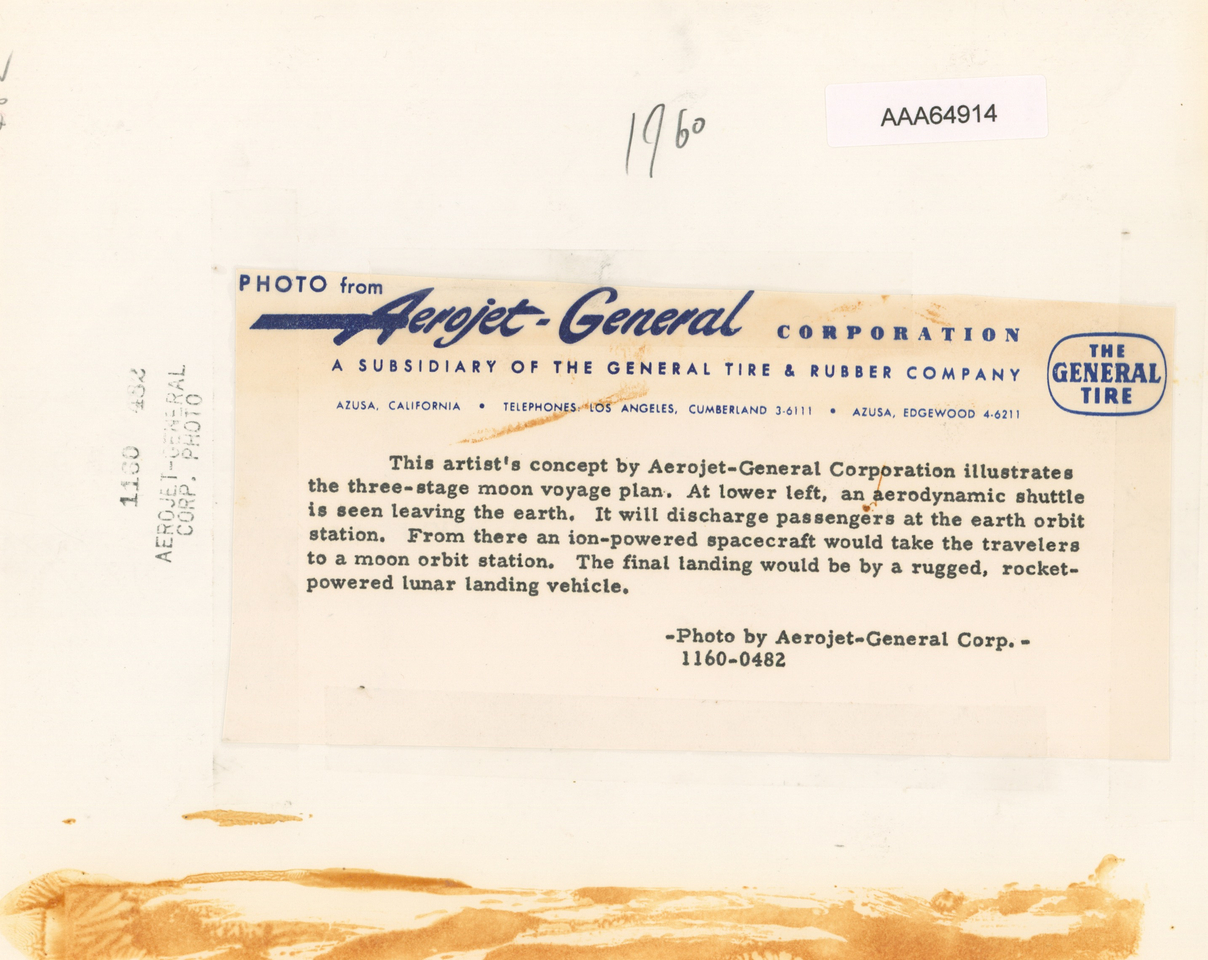 1960
AAA64914
PHOTO from
Aerojet-General CORPORATION
A SUBSIDIARY OF THE GENERAL TIRE & RUBBER COMPANY
THE
GENERAL
TIRE
AZUSA, CALIFORNIA • TELEPHONES: LOS ANGELES, CUMBERLAND 3-6111 • AZUSA, EDGEWOOD 4-6211
This artist's concept by Aerojet-General Corporation illustrates
the three-stage moon voyage plan. At lower left, an aerodynamic shuttle
is seen leaving the earth. It will discharge passengers at the earth orbit
station. From there an ion-powered spacecraft would take the travelers
to a moon orbit station. The final landing would be by a rugged, rocket-
powered lunar landing vehicle.
-Photo by Aerojet-General Corp. -
1160-0482
1160 482
AEROJET-GENERAL
CORP. PHOTO